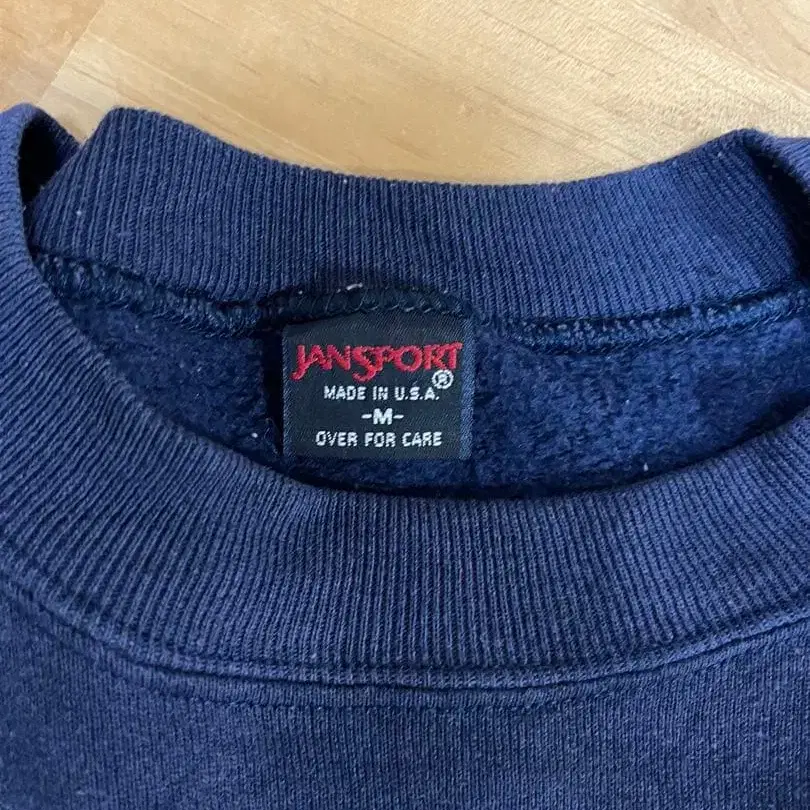 JANSPORT®
MADE IN U.S.A.
-M-
OVER FOR CARE